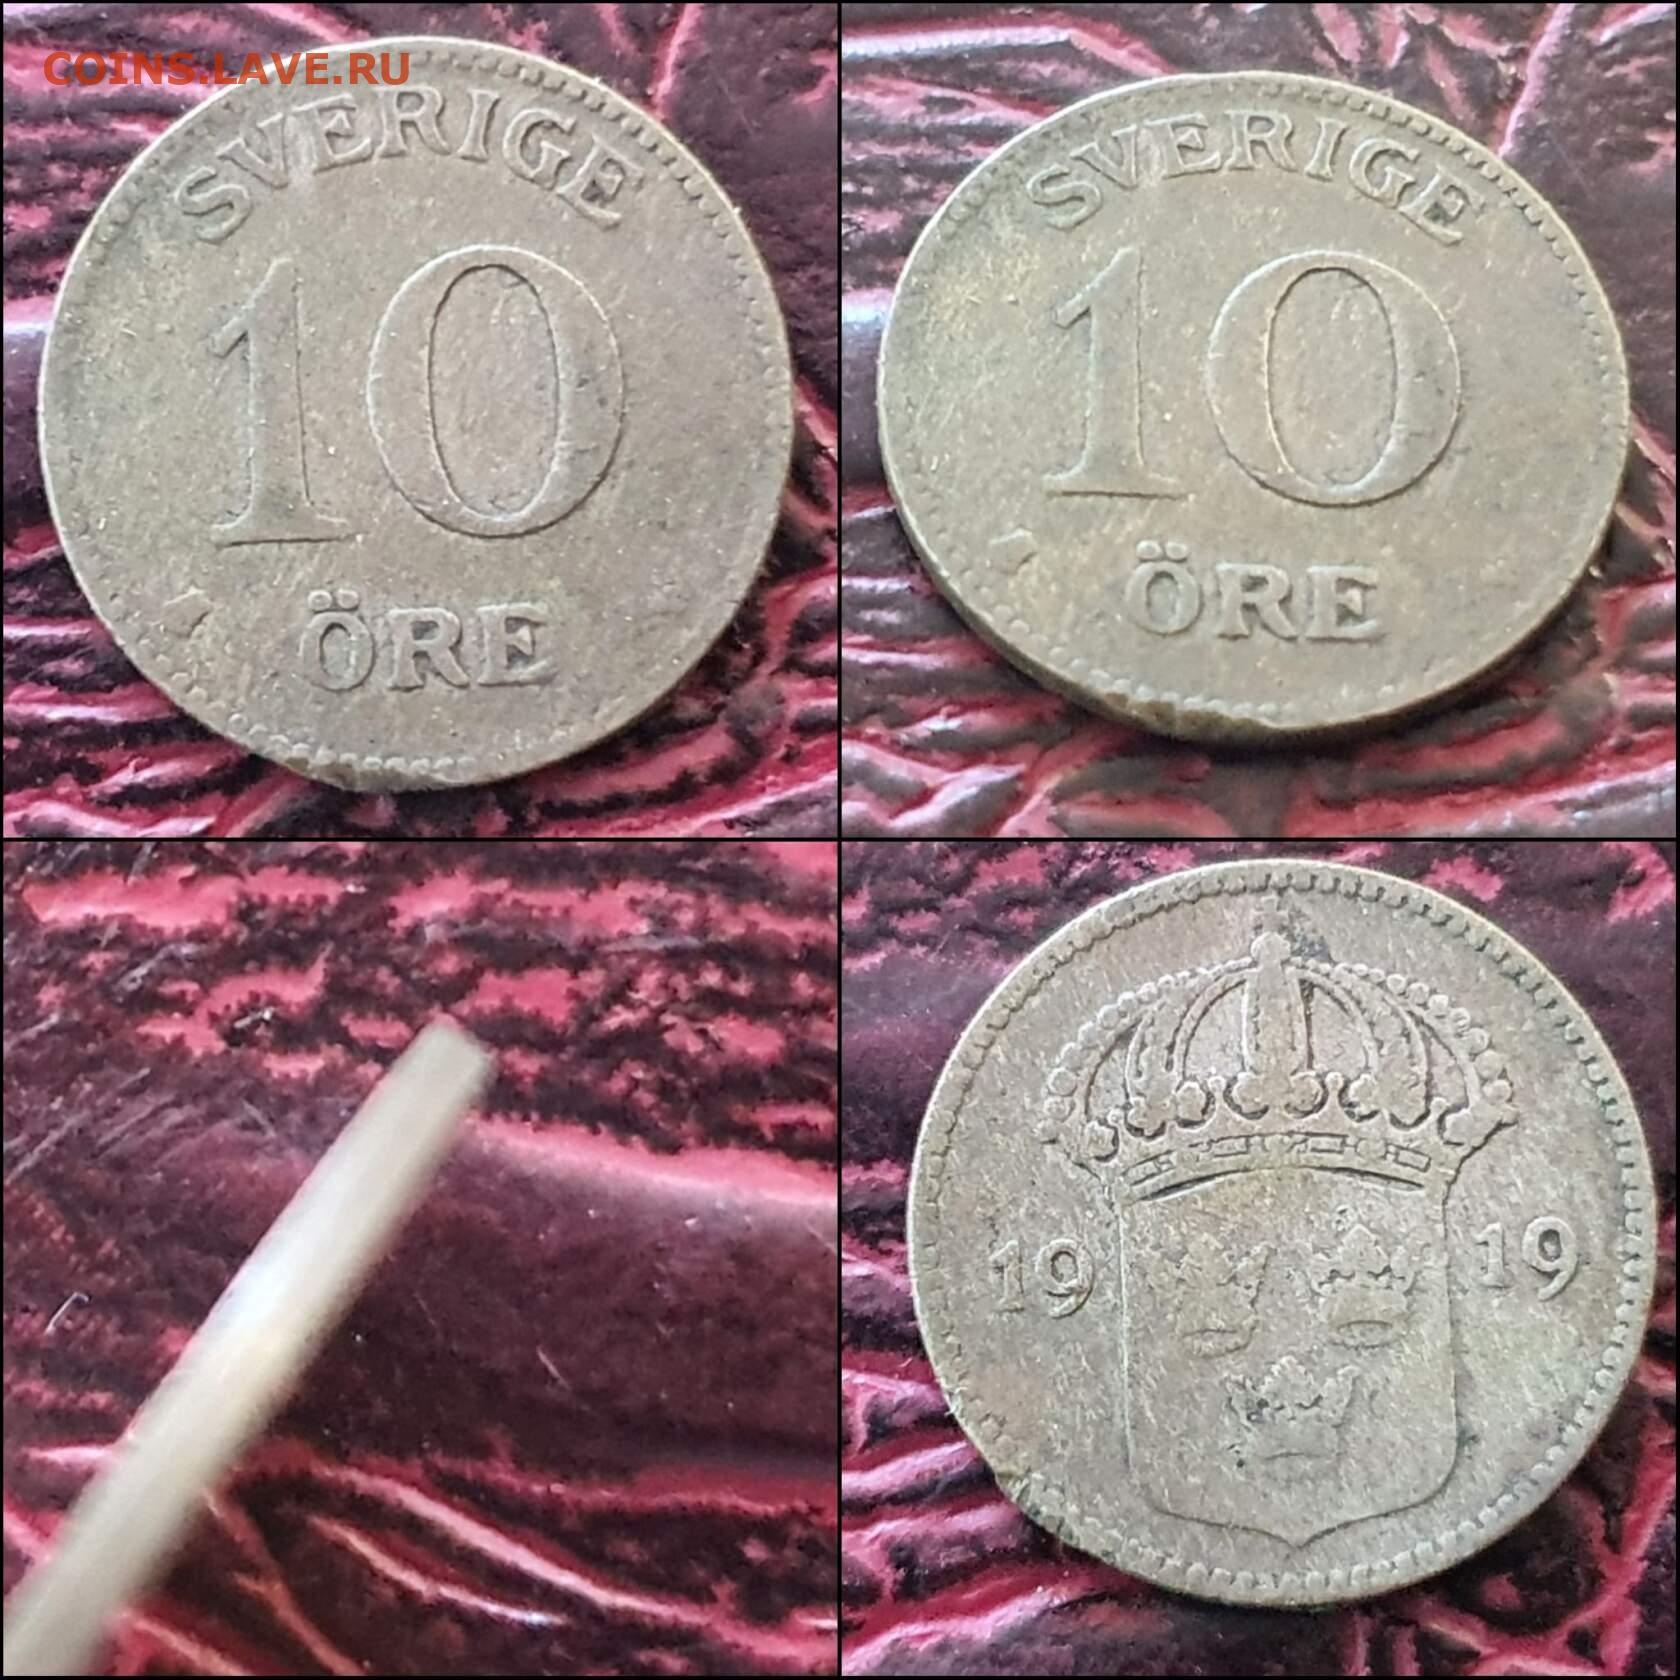 COINS.LAVE.RU
SVERIGE
10
ÖRE
SVERIGE
10
ÖRE
19 19